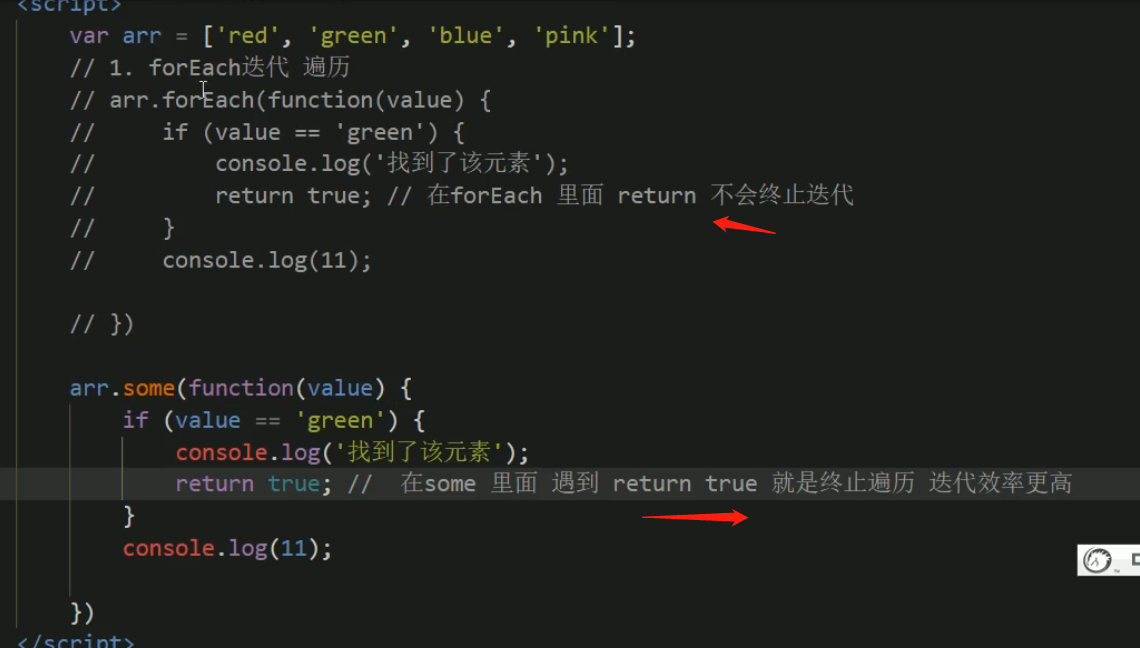 <script>
var arr = ['red', 'green', 'blue', 'pink'];
// 1. forEach迭代 遍历
// arr.forEach(function(value) {
//     if (value == 'green') {
//         console.log('找到了该元素');
//         return true; // 在forEach 里面 return 不会终止迭代
//     }
//     console.log(11);
// })
arr.some(function(value) {
if (value == 'green') {
console.log('找到了该元素');
return true; //  在some 里面 遇到 return true 就是终止遍历 迭代效率更高
}
console.log(11);
})
</script>